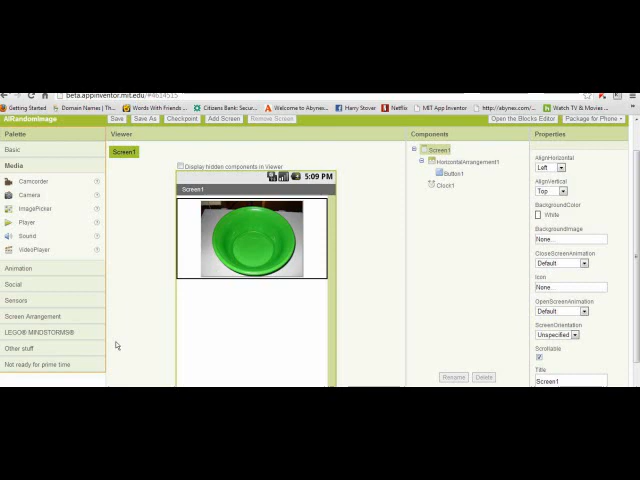 beta.appinventor.mit.edu/#4614515
Getting Started Domain Names | Th... Words With Friends ... Citizens Bank: Secur... Welcome to Abynex... Harry Stover Netflix MIT App Inventor http://abynex.com/... Watch TV & Movies ...
AIRandomImage Save Save As Checkpoint Add Screen Remove Screen Open the Blocks Editor Package for Phone
Palette Viewer Components Properties
Basic
Media
Camcorder ?
Camera ?
ImagePicker ?
Player ?
Sound ?
VideoPlayer ?
Animation
Social
Sensors
Screen Arrangement
LEGO® MINDSTORMS®
Other stuff
Not ready for prime time
Screen1
Display hidden components in Viewer
5:09 PM
Screen1
Screen1
HorizontalArrangement1
Button1
Clock1
Rename Delete
AlignHorizontal
Left
AlignVertical
Top
BackgroundColor
White
BackgroundImage
None...
CloseScreenAnimation
Default
Icon
None...
OpenScreenAnimation
Default
ScreenOrientation
Unspecified
Scrollable
Title
Screen1